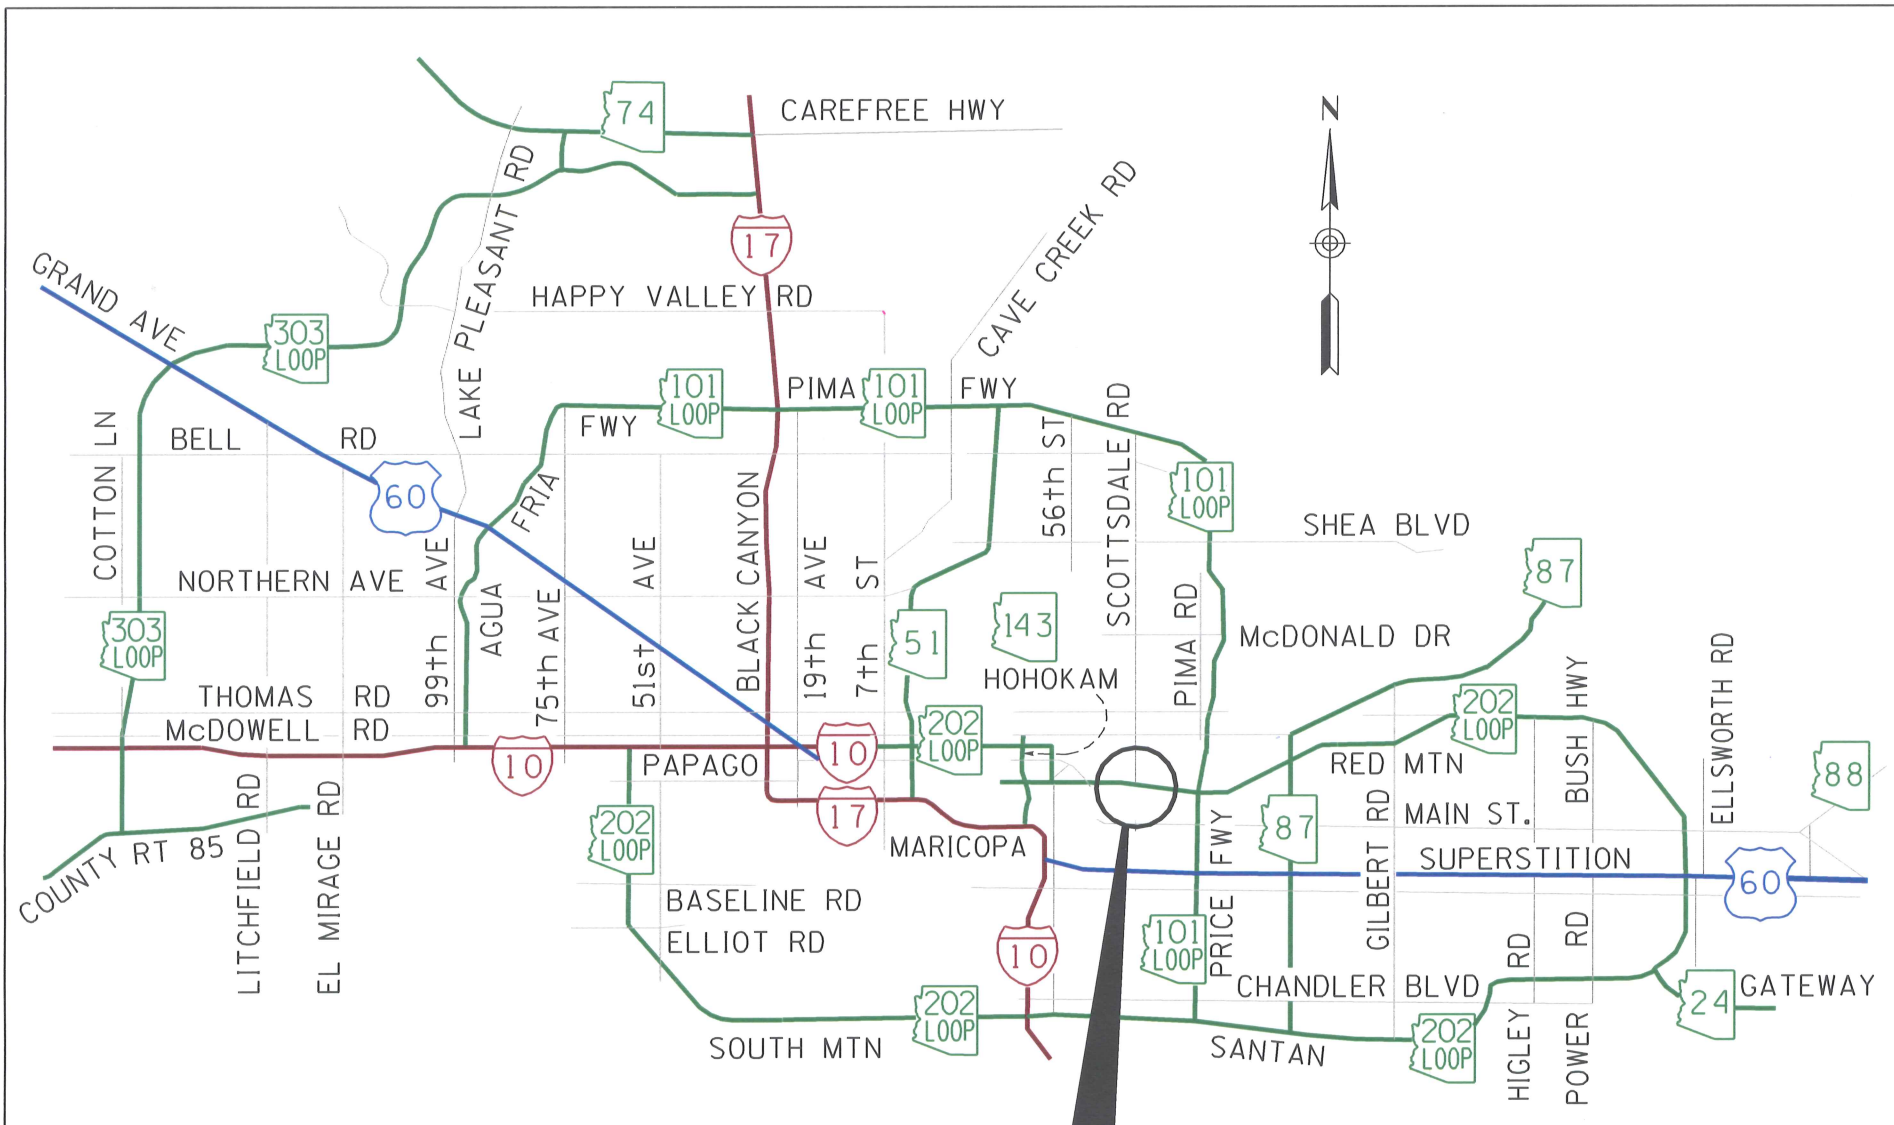 74
CAREFREE HWY
N
17
LAKE PLEASANT RD
CAVE CREEK RD
GRAND AVE
HAPPY VALLEY RD
303
LOOP
101
LOOP
PIMA
101
LOOP
FWY
FWY
COTTON LN
BELL RD
60
AGUA FRIA
BLACK CANYON
56th ST
SCOTTSDALE RD
101
LOOP
SHEA BLVD
NORTHERN AVE
99th AVE
75th AVE
51st AVE
19th AVE
7th ST
87
303
LOOP
51
143
HOHOKAM
PIMA RD
McDONALD DR
THOMAS RD
McDOWELL RD
10
PAPAGO
10
202
LOOP
202
LOOP
RED MTN
BUSH HWY
ELLSWORTH RD
88
LITCHFIELD RD
EL MIRAGE RD
COUNTY RT 85
202
LOOP
17
MARICOPA
PRICE FWY
87
GILBERT RD
MAIN ST.
SUPERSTITION
60
BASELINE RD
ELLIOT RD
10
101
LOOP
CHANDLER BLVD
HIGLEY RD
POWER RD
24
GATEWAY
202
LOOP
SOUTH MTN
SANTAN
202
LOOP